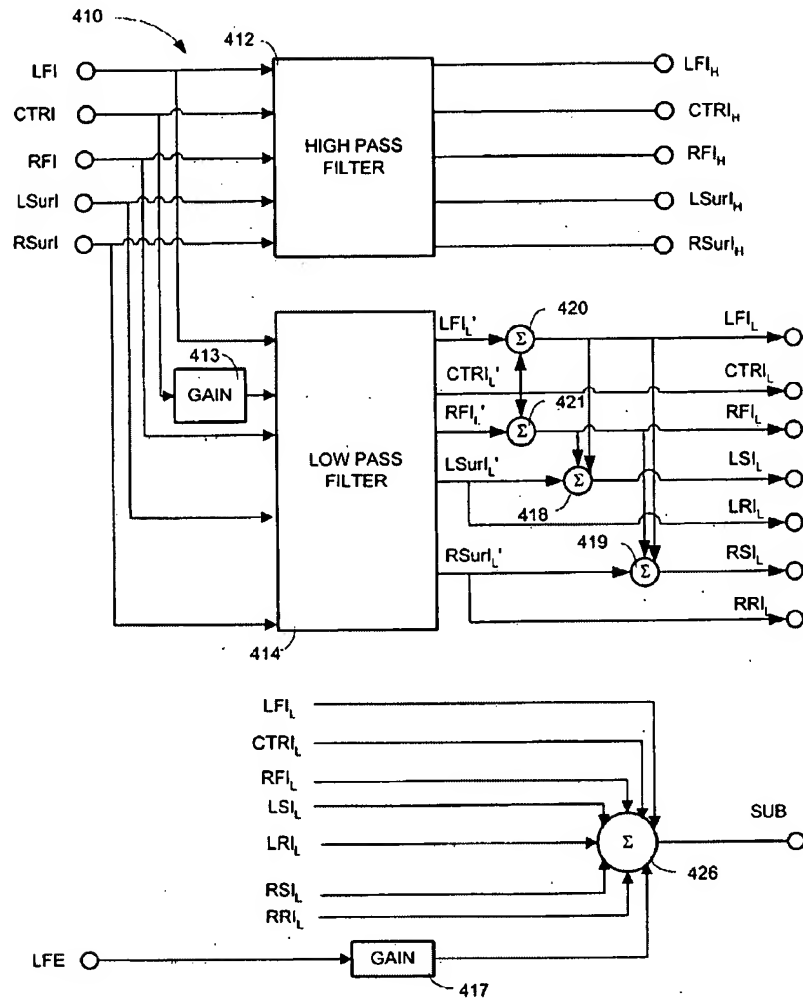 410
412
LFI
LFI_H
CTRI
CTRI_H
HIGH PASS
FILTER
RFI
RFI_H
LSurI
LSurI_H
RSurI
RSurI_H
LFI_L'
420
LFI_L
413
GAIN
CTRI_L'
CTRI_L
RFI_L'
421
RFI_L
LOW PASS
FILTER
LSurI_L'
LSI_L
418
LRI_L
419
RSurI_L'
RSI_L
RRI_L
414
Σ
Σ
Σ
Σ
LFI_L
CTRI_L
RFI_L
LSI_L
SUB
LRI_L
Σ
426
RSI_L
RRI_L
LFE
GAIN
417